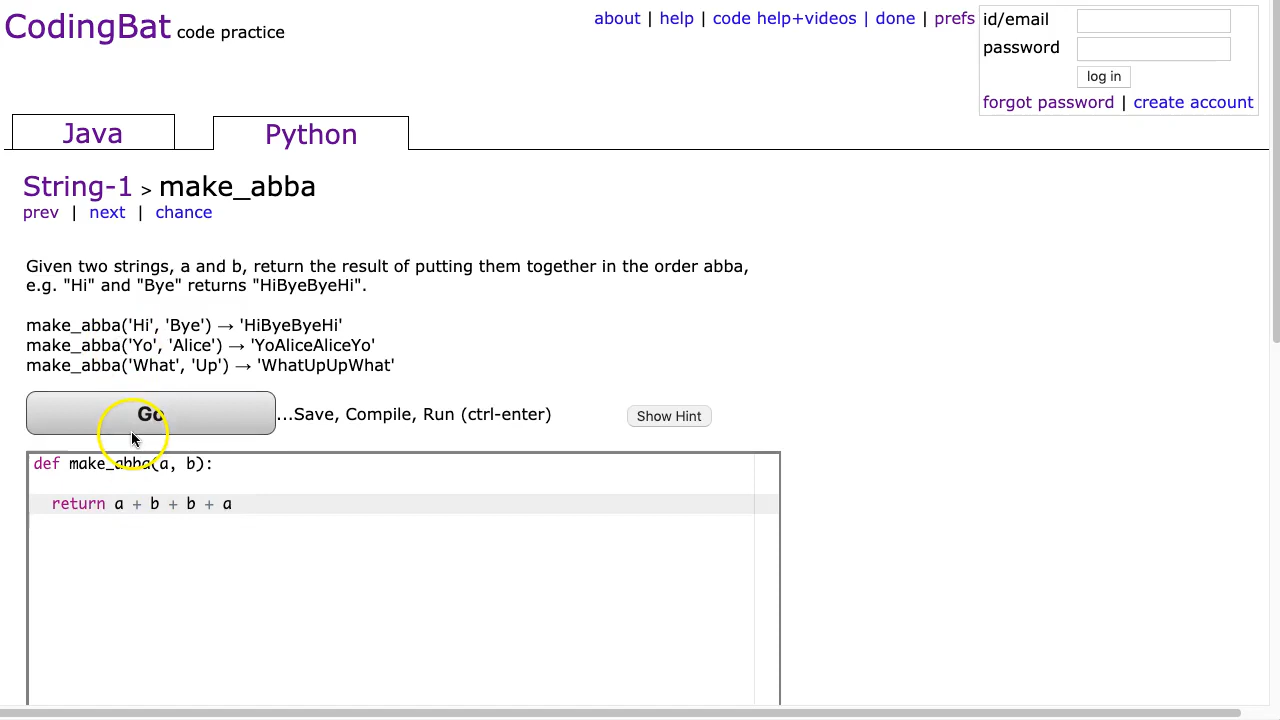 CodingBat code practice
about | help | code help+videos | done | prefs
id/email
password
log in
forgot password | create account
Java
Python
String-1 > make_abba
prev | next | chance
Given two strings, a and b, return the result of putting them together in the order abba,
e.g. "Hi" and "Bye" returns "HiByeByeHi".
make_abba('Hi', 'Bye') → 'HiByeByeHi'
make_abba('Yo', 'Alice') → 'YoAliceAliceYo'
make_abba('What', 'Up') → 'WhatUpUpWhat'
Go ...Save, Compile, Run (ctrl-enter) Show Hint
def make_abba(a, b):
return a + b + b + a